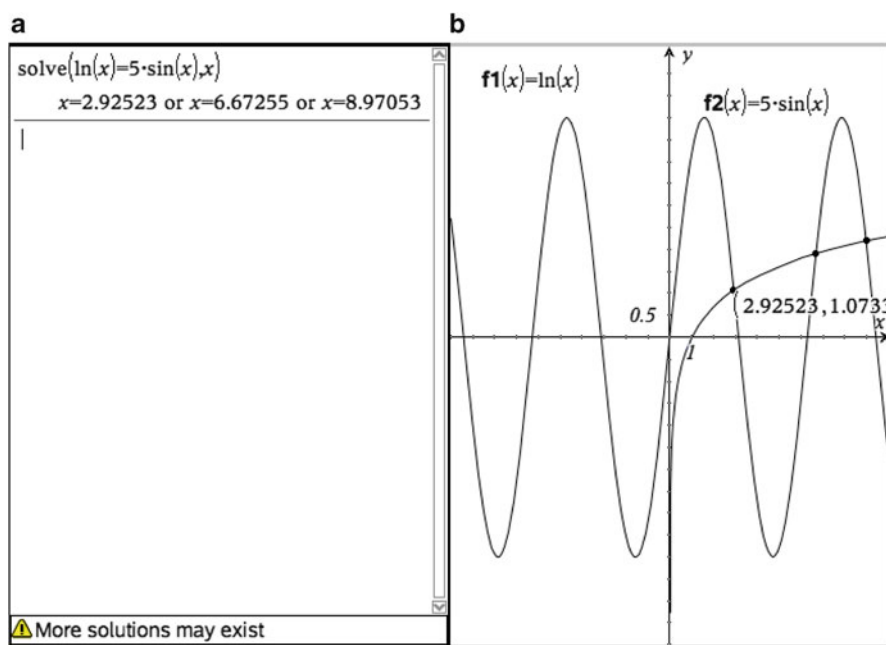 a
solve(ln(x)=5·sin(x),x)
x=2.92523 or x=6.67255 or x=8.97053
More solutions may exist
b
y
f1(x)=ln(x)
f2(x)=5·sin(x)
0.5
(2.92523,1.0733
x
1